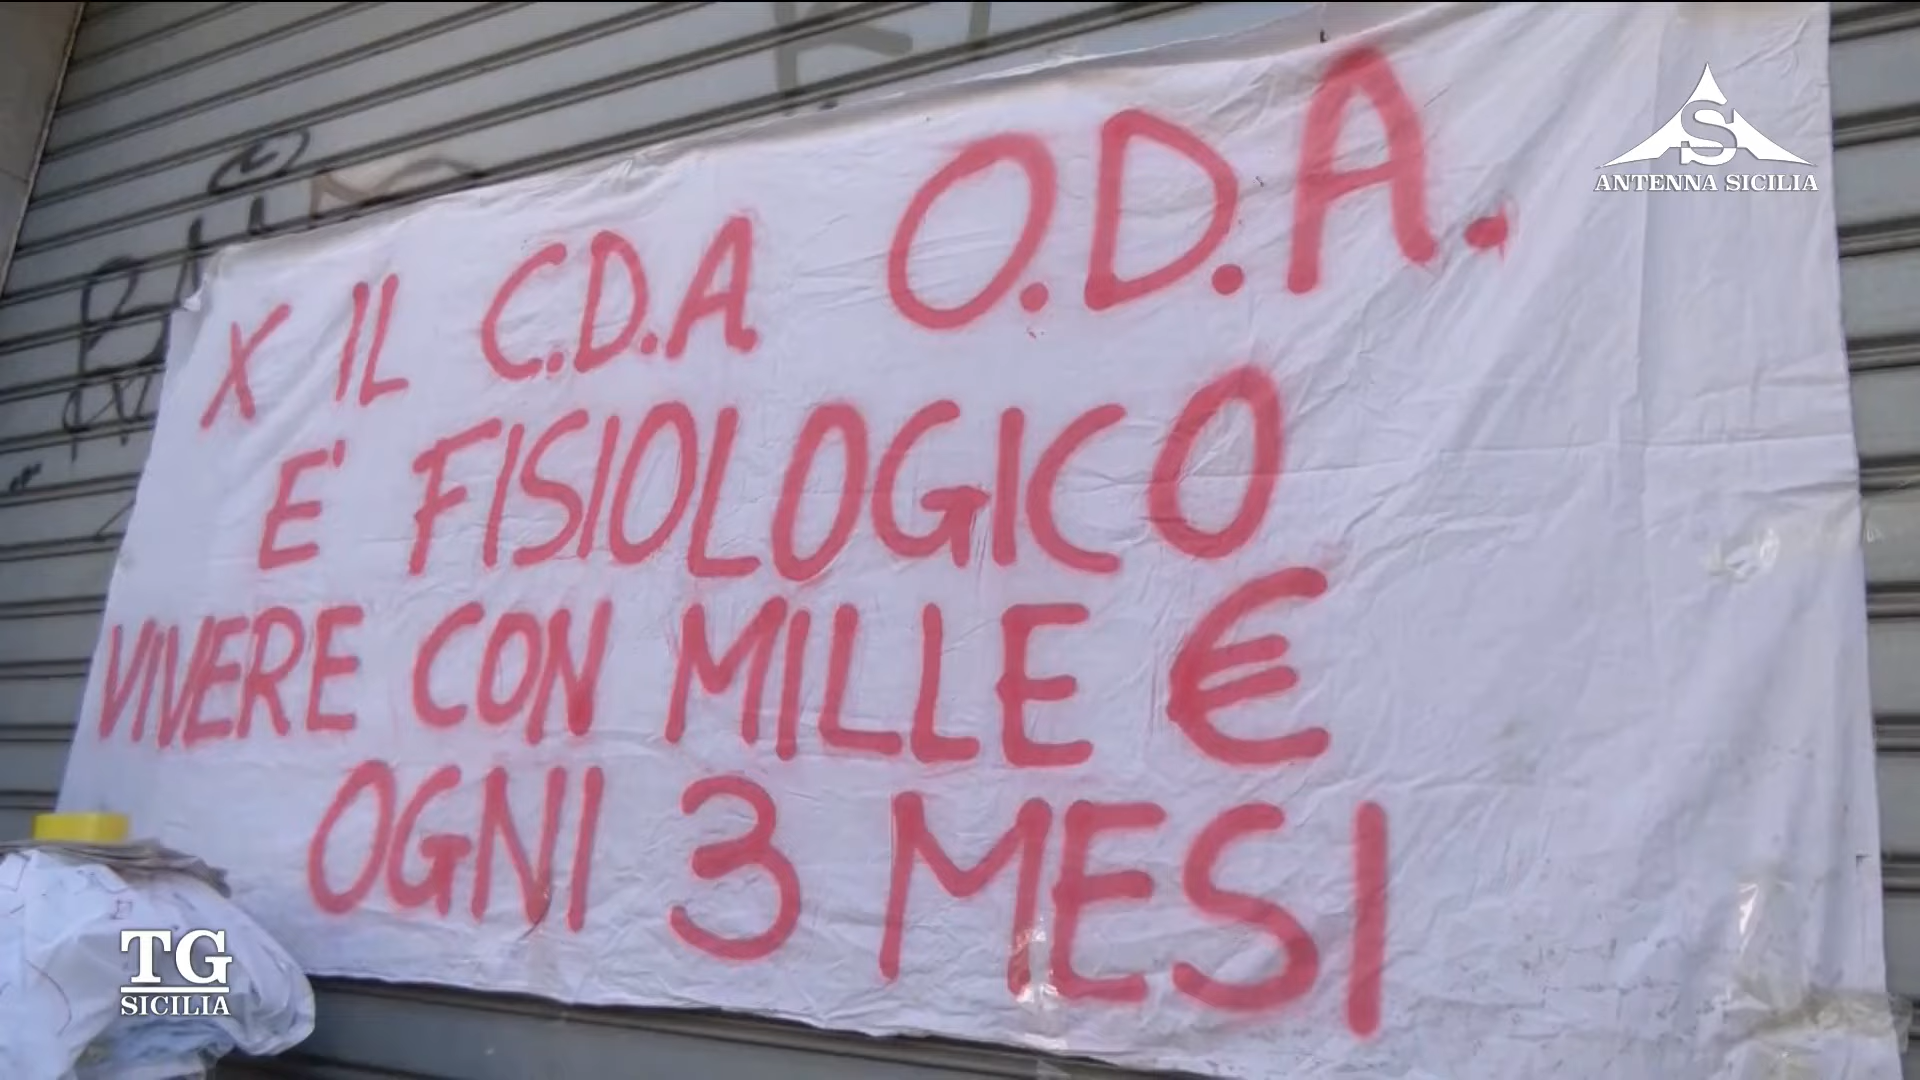 X IL C.D.A. O.D.A.
E' FISIOLOGICO
VIVERE CON MILLE €
OGNI 3 MESI
S
ANTENNA SICILIA
TG
SICILIA